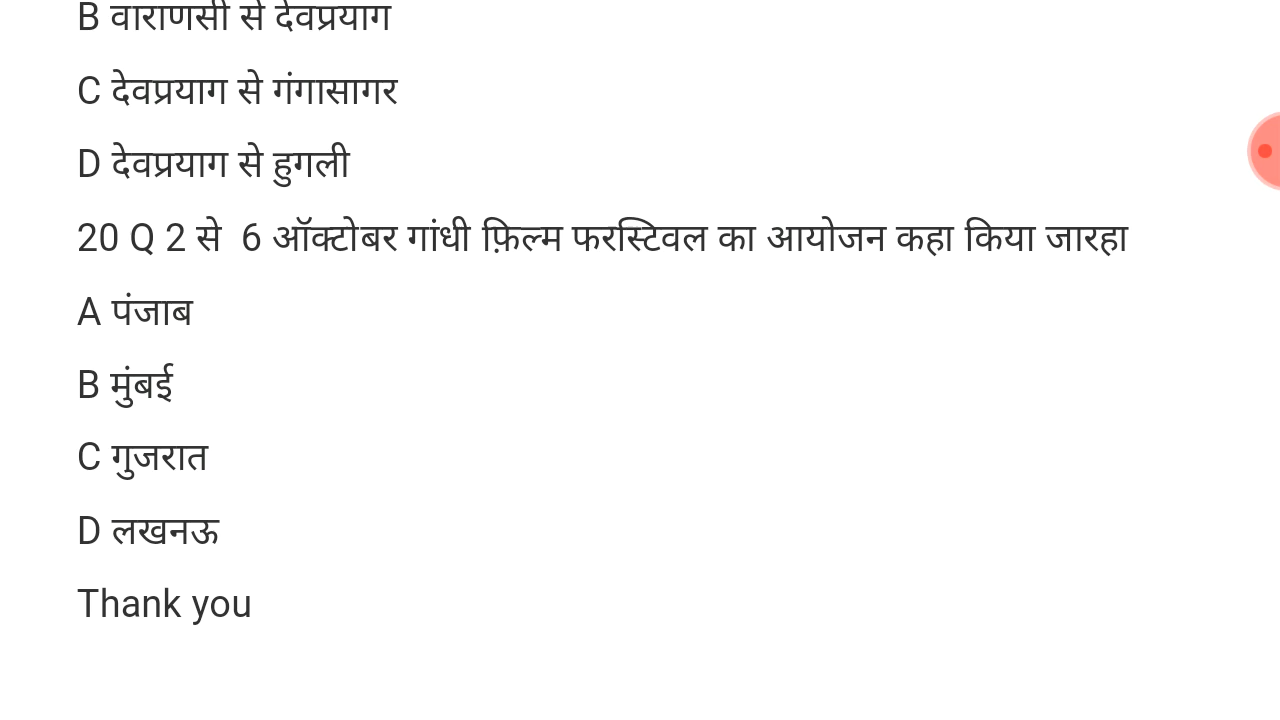 B वाराणसी से देवप्रयाग
C देवप्रयाग से गंगासागर
D देवप्रयाग से हुगली
20 Q 2 से  6 ऑक्टोबर गांधी फ़िल्म फरस्टिवल का आयोजन कहा किया जारहा
A पंजाब
B मुंबई
C गुजरात
D लखनऊ
Thank you